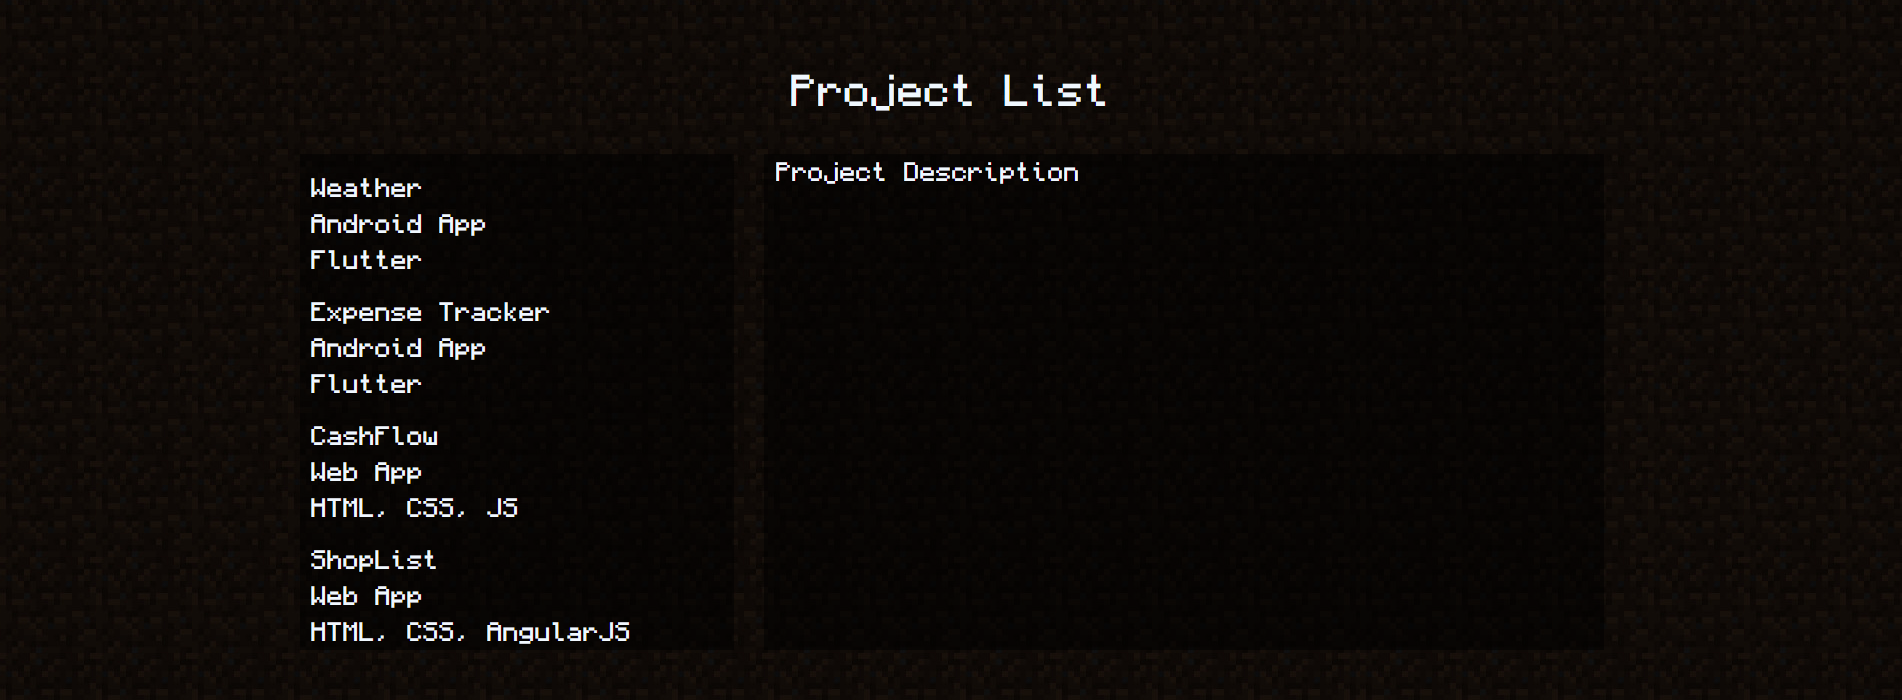 Project List
Weather
Android App
Flutter
Expense Tracker
Android App
Flutter
CashFlow
Web App
HTML, CSS, JS
ShopList
Web App
HTML, CSS, AngularJS
Project Description